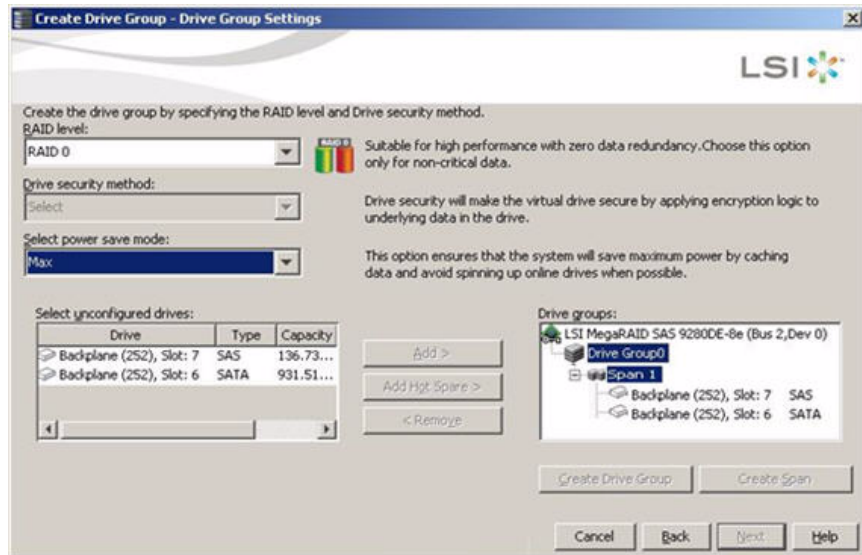 Create Drive Group - Drive Group Settings
LSI
Create the drive group by specifying the RAID level and Drive security method.
RAID level:
RAID 0
RAID 0
Suitable for high performance with zero data redundancy.Choose this option
only for non-critical data.
Drive security method:
Select
Drive security will make the virtual drive secure by applying encryption logic to
underlying data in the drive.
Select power save mode:
Max
This option ensures that the system will save maximum power by caching
data and avoid spinning up online drives when possible.
Select unconfigured drives:
Drive Type Capacity
Backplane (252), Slot: 7 SAS 136.73...
Backplane (252), Slot: 6 SATA 931.51...
Add >
Add Hot Spare >
< Remove
Drive groups:
LSI MegaRAID SAS 9280DE-8e (Bus 2,Dev 0)
Drive Group0
Span 1
Backplane (252), Slot: 7 SAS
Backplane (252), Slot: 6 SATA
Create Drive Group
Create Span
Cancel
Back
Next
Help